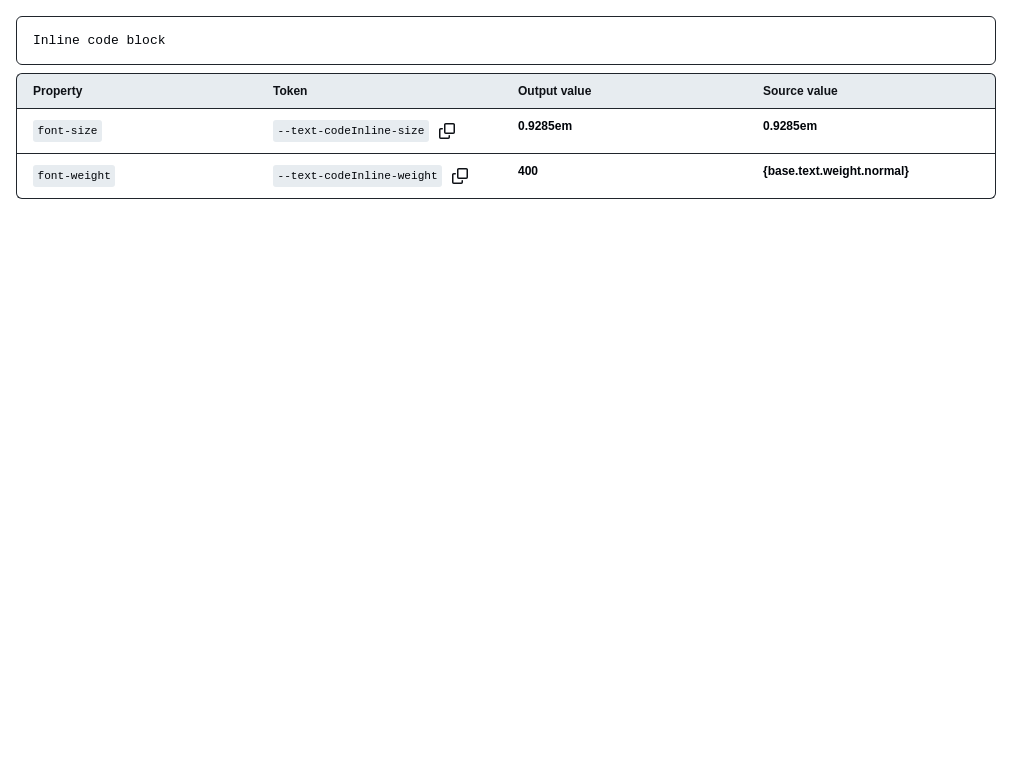 Inline code block
Property Token Output value Source value
font-size --text-codeInline-size 0.9285em 0.9285em
font-weight --text-codeInline-weight 400 {base.text.weight.normal}